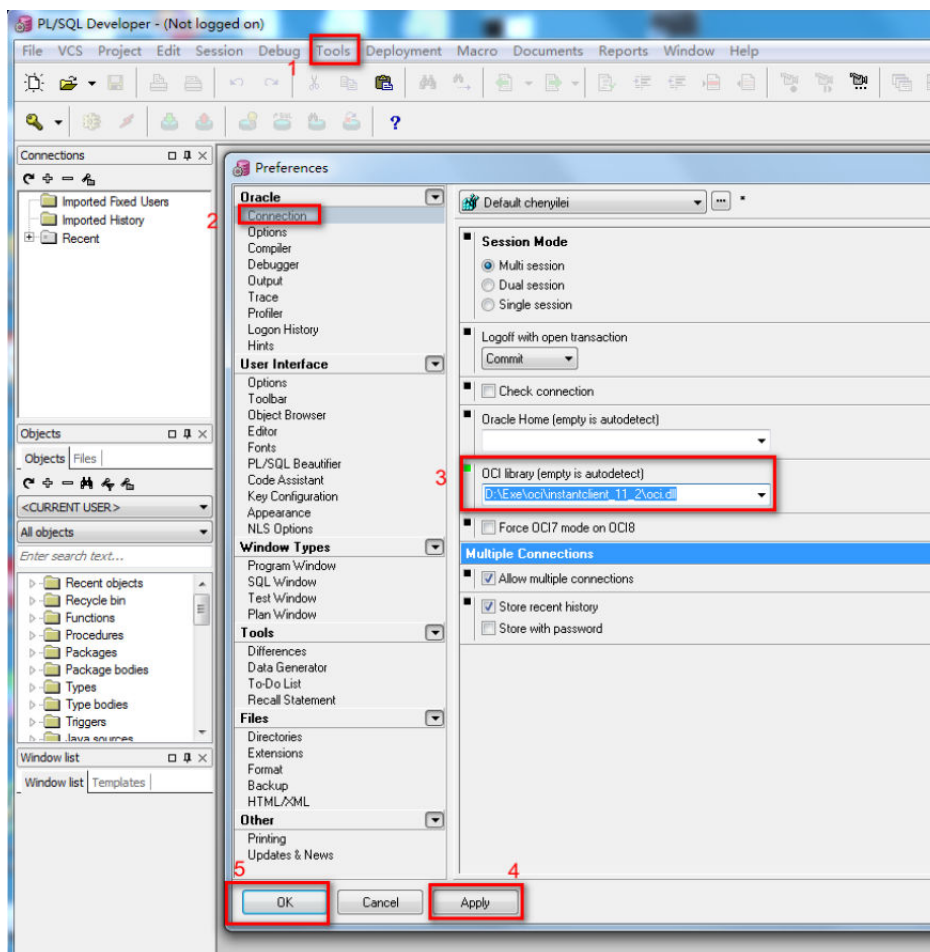 PL/SQL Developer - (Not logged on)
File VCS Project Edit Session Debug Tools Deployment Macro Documents Reports Window Help
1
Connections
Imported Fixed Users
Imported History
Recent
2
Preferences
Oracle
Connection
Options
Compiler
Debugger
Output
Trace
Profiler
Logon History
Hints
User Interface
Options
Toolbar
Object Browser
Editor
Fonts
PL/SQL Beautifier
Code Assistant
Key Configuration
Appearance
NLS Options
Window Types
Program Window
SQL Window
Test Window
Plan Window
Tools
Differences
Data Generator
To-Do List
Recall Statement
Files
Directories
Extensions
Format
Backup
HTML/XML
Other
Printing
Updates & News
Default chenyilei
Session Mode
Multi session
Dual session
Single session
Logoff with open transaction
Commit
Check connection
Oracle Home (empty is autodetect)
3
OCI library (empty is autodetect)
D:\Exe\oci\instantclient_11_2\oci.dll
Force OCI7 mode on OCI8
Multiple Connections
Allow multiple connections
Store recent history
Store with password
5
4
OK Cancel Apply
Objects
Objects Files
<CURRENT USER>
All objects
Enter search text...
Recent objects
Recycle bin
Functions
Procedures
Packages
Package bodies
Types
Type bodies
Triggers
Java sources
Window list
Window list Templates